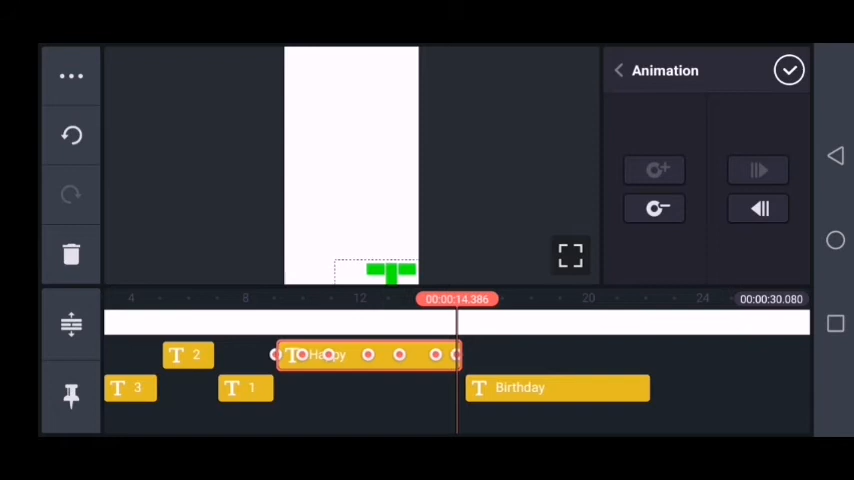 Animation
4
8
12
00:00:14.386
20
24
00:00:30.080
T 2
T Happy
T 3
T 1
T Birthday